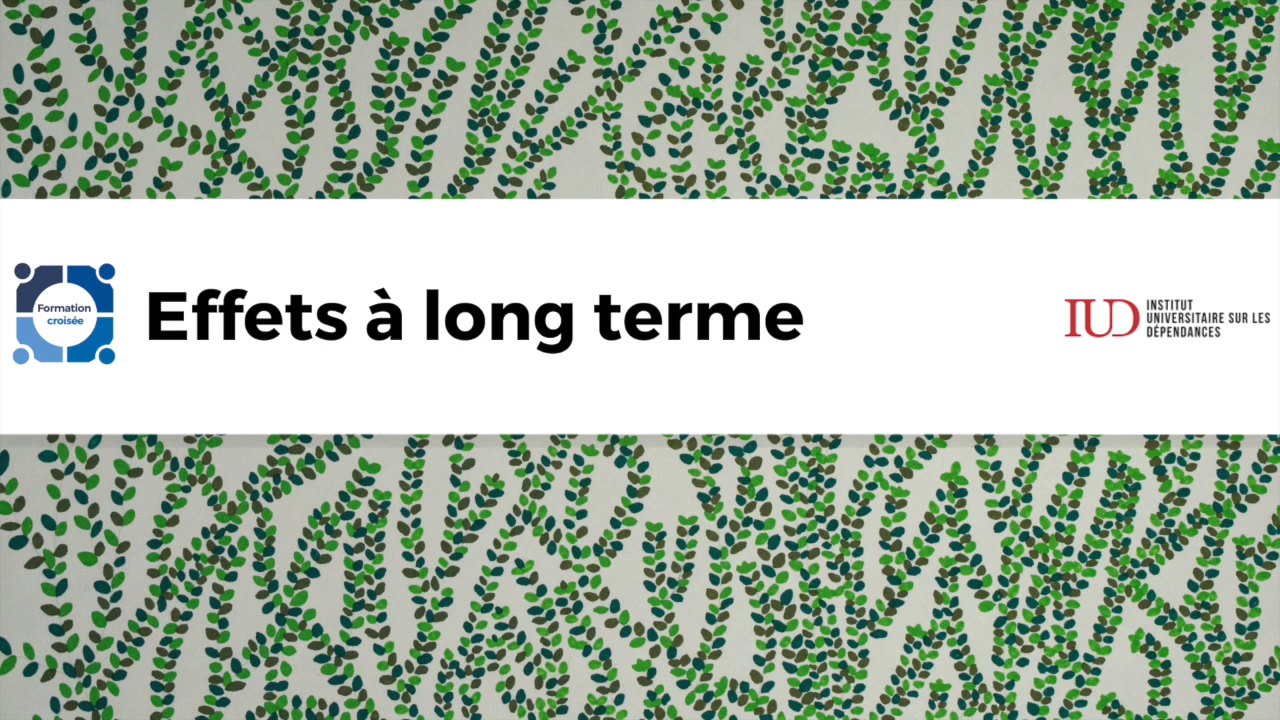 Formation
croisée
Effets à long terme
IUD
INSTITUT
UNIVERSITAIRE SUR LES
DÉPENDANCES